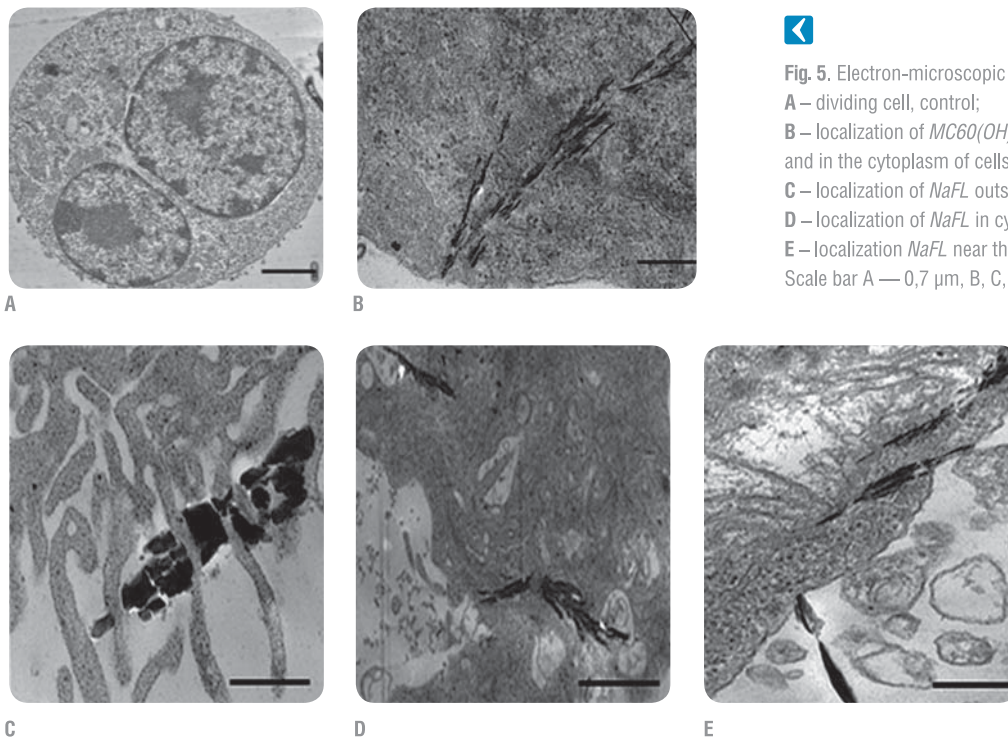 Fig. 5. Electron-microscopic
A – dividing cell, control;
B – localization of MC60(OH)
and in the cytoplasm of cells
C – localization of NaFL outs
D – localization of NaFL in cy
E – localization NaFL near th
Scale bar A — 0,7 µm, B, C,
A
B
C
D
E